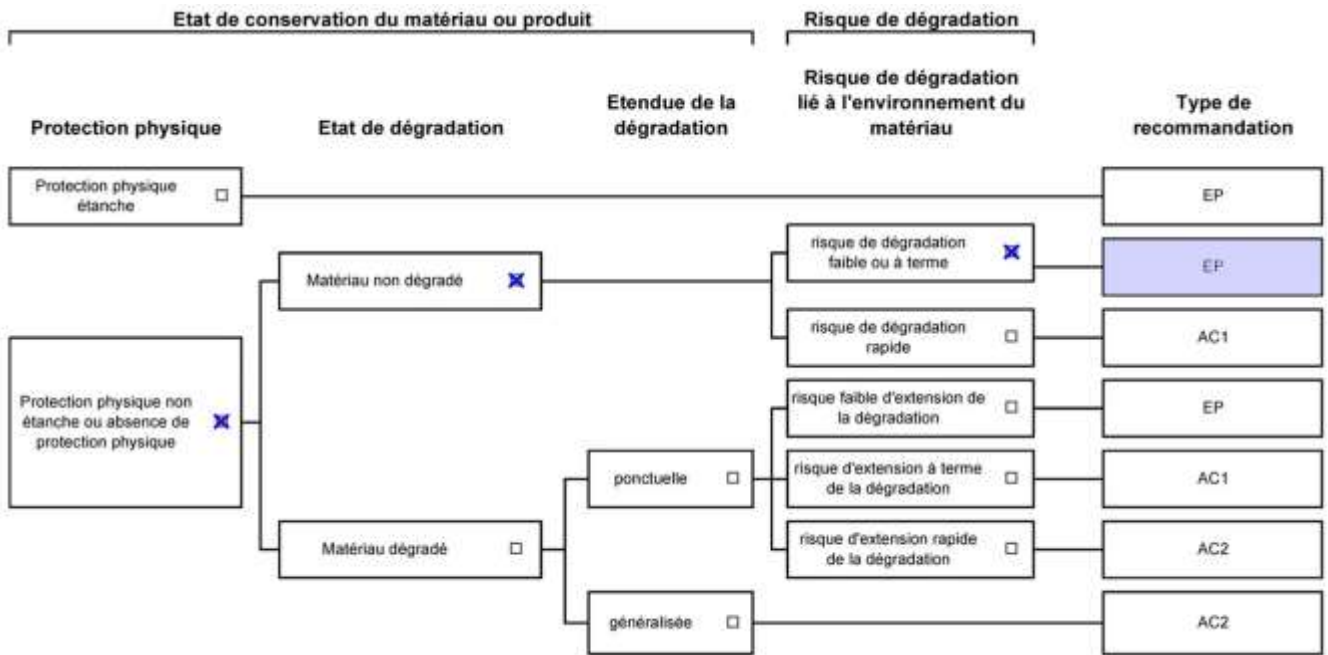 Etat de conservation du matériau ou produit
Risque de dégradation
Protection physique
Etat de dégradation
Etendue de la
dégradation
Risque de dégradation
lié à l'environnement du
matériau
Type de
recommandation
Protection physique
étanche
EP
risque de dégradation
faible ou à terme
EP
Matériau non dégradé
risque de dégradation
rapide
AC1
Protection physique non
étanche ou absence de
protection physique
risque faible d'extension de
la dégradation
EP
ponctuelle
risque d'extension à terme
de la dégradation
AC1
Matériau dégradé
risque d'extension rapide
de la dégradation
AC2
généralisée
AC2